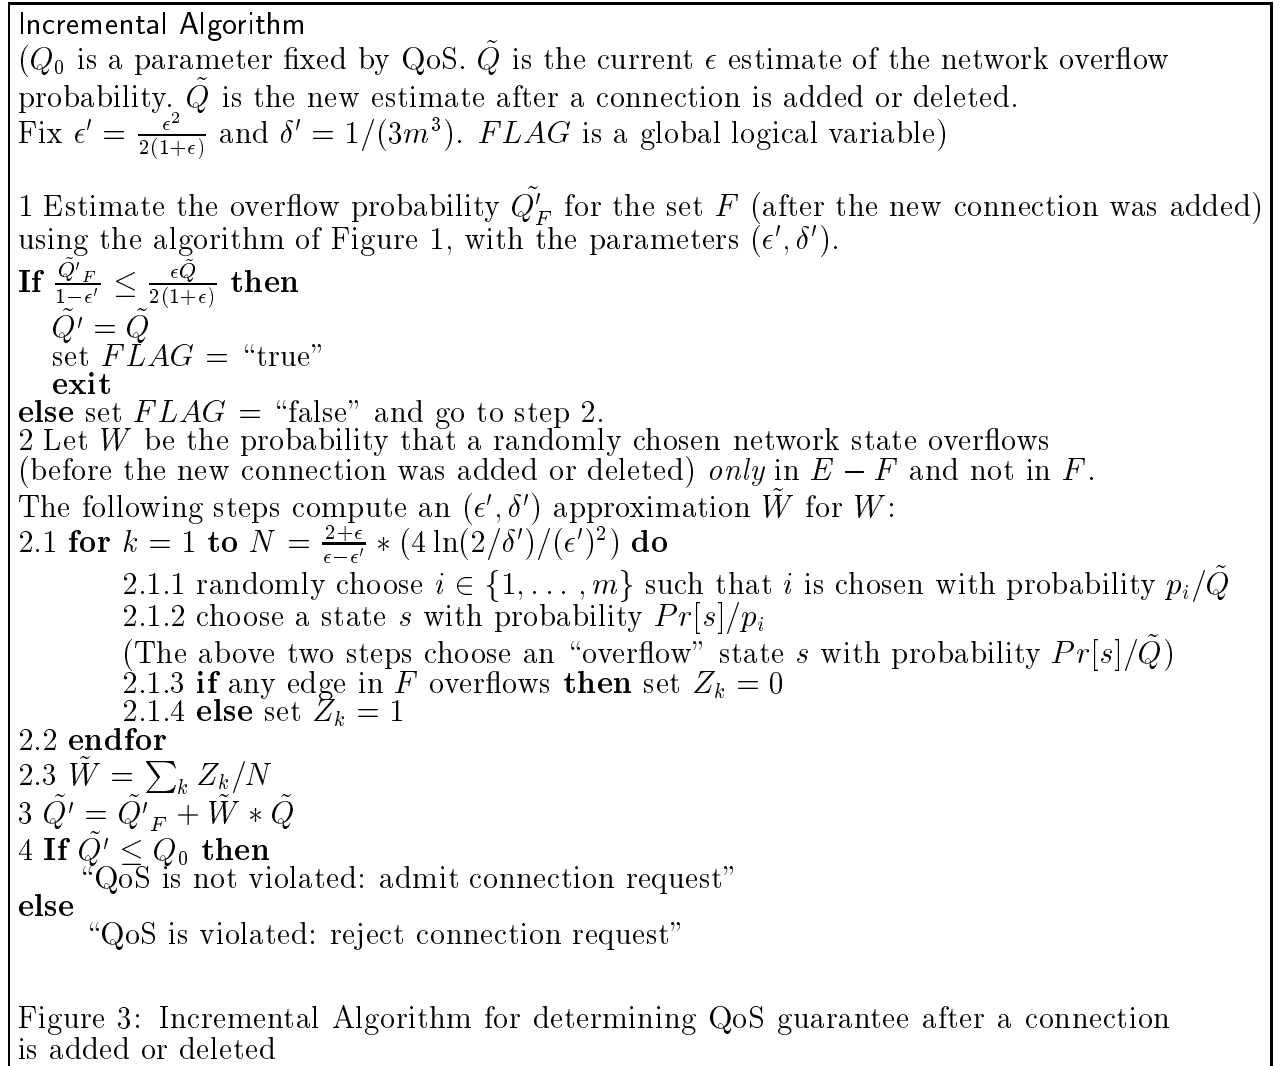 Incremental Algorithm
(Q₀ is a parameter fixed by QoS. Q̃ is the current ϵ estimate of the network overflow
probability. Q̃ is the new estimate after a connection is added or deleted.
Fix ϵ′ = ϵ²/2(1+ϵ) and δ′ = 1/(3m³). FLAG is a global logical variable)
1 Estimate the overflow probability Q̃′_F for the set F (after the new connection was added)
using the algorithm of Figure 1, with the parameters (ϵ′, δ′).
If Q̃′_F/1−ϵ′ ≤ ϵQ̃/2(1+ϵ) then
Q̃′ = Q̃
set FLAG = “true”
exit
else set FLAG = “false” and go to step 2.
2 Let W be the probability that a randomly chosen network state overflows
(before the new connection was added or deleted) only in E − F and not in F.
The following steps compute an (ϵ′, δ′) approximation W̃ for W:
2.1 for k = 1 to N = 2+ϵ/ϵ−ϵ′ ∗ (4 ln(2/δ′)/(ϵ′)²) do
2.1.1 randomly choose i ∈ {1, . . . , m} such that i is chosen with probability pᵢ/Q̃
2.1.2 choose a state s with probability Pr[s]/pᵢ
(The above two steps choose an “overflow” state s with probability Pr[s]/Q̃)
2.1.3 if any edge in F overflows then set Zₖ = 0
2.1.4 else set Zₖ = 1
2.2 endfor
2.3 W̃ = ∑ₖ Zₖ/N
3 Q̃′ = Q̃′_F + W̃ ∗ Q̃
4 If Q̃′ ≤ Q₀ then
“QoS is not violated: admit connection request”
else
“QoS is violated: reject connection request”
Figure 3: Incremental Algorithm for determining QoS guarantee after a connection
is added or deleted